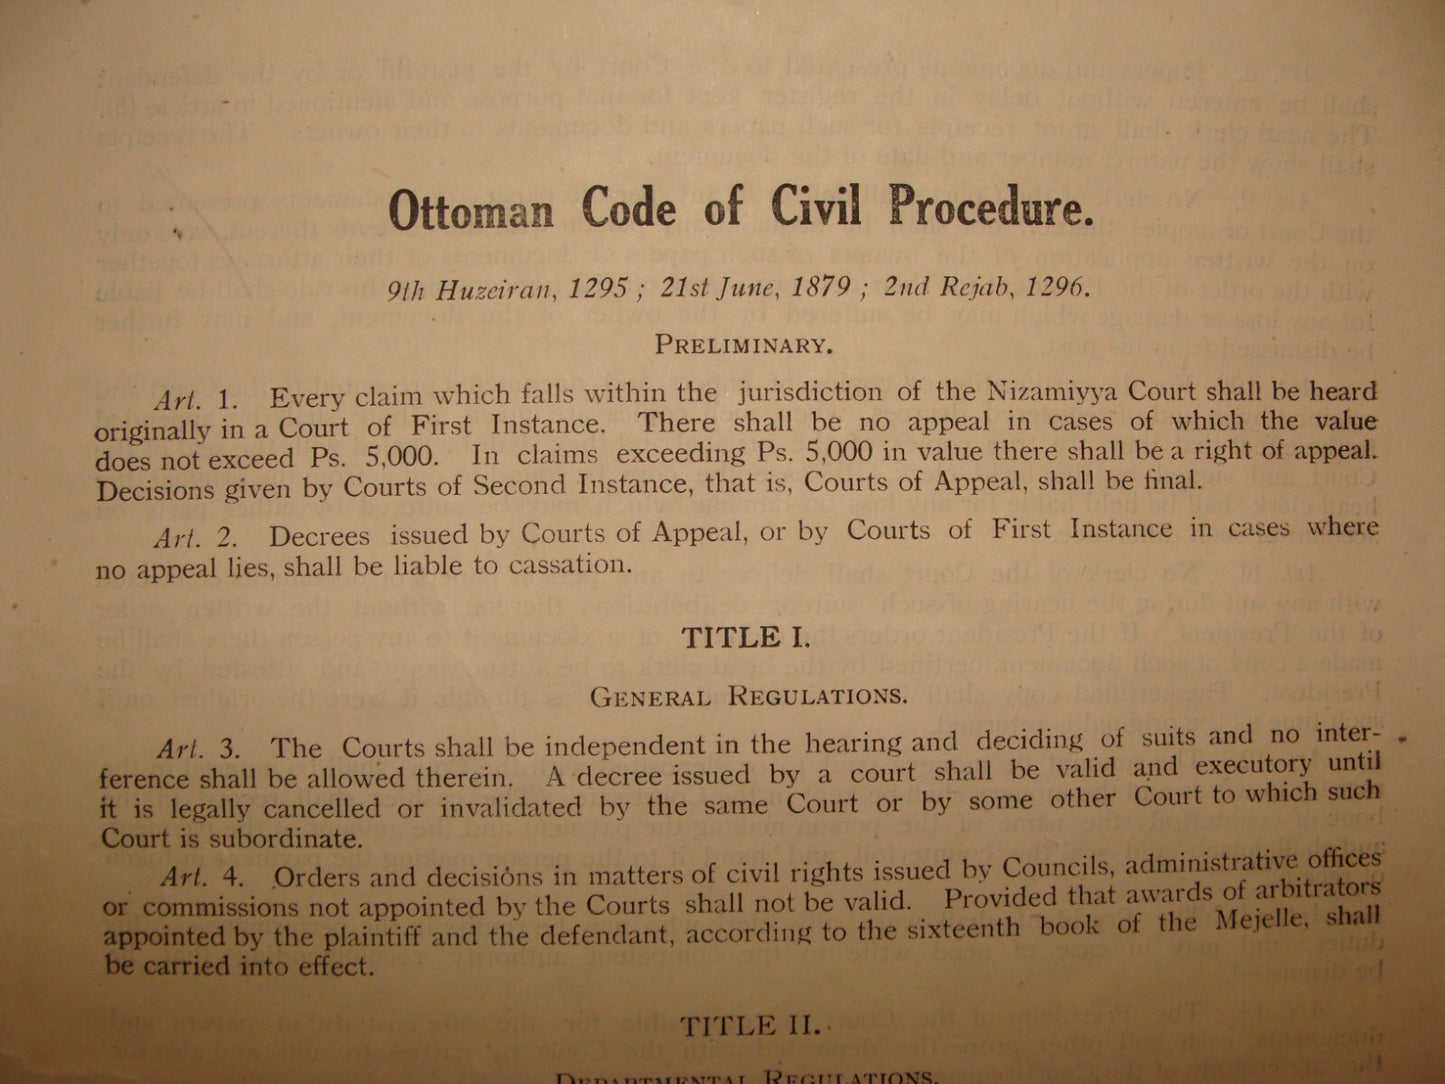 Ottoman Code of Civil Procedure.
9th Huzeiran, 1295 ; 21st June, 1879 ; 2nd Rejab, 1296.
PRELIMINARY.
Art. 1. Every claim which falls within the jurisdiction of the Nizamiyya Court shall be heard
originally in a Court of First Instance. There shall be no appeal in cases of which the value
does not exceed Ps. 5,000. In claims exceeding Ps. 5,000 in value there shall be a right of appeal.
Decisions given by Courts of Second Instance, that is, Courts of Appeal, shall be final.
Art. 2. Decrees issued by Courts of Appeal, or by Courts of First Instance in cases where
no appeal lies, shall be liable to cassation.
TITLE I.
GENERAL REGULATIONS.
Art. 3. The Courts shall be independent in the hearing and deciding of suits and no inter-
ference shall be allowed therein. A decree issued by a court shall be valid and executory until
it is legally cancelled or invalidated by the same Court or by some other Court to which such
Court is subordinate.
Art. 4. Orders and decisions in matters of civil rights issued by Councils, administrative offices
or commissions not appointed by the Courts shall not be valid. Provided that awards of arbitrators
appointed by the plaintiff and the defendant, according to the sixteenth book of the Mejelle, shall
be carried into effect.
TITLE II.
DEPARTMENTAL REGULATIONS.